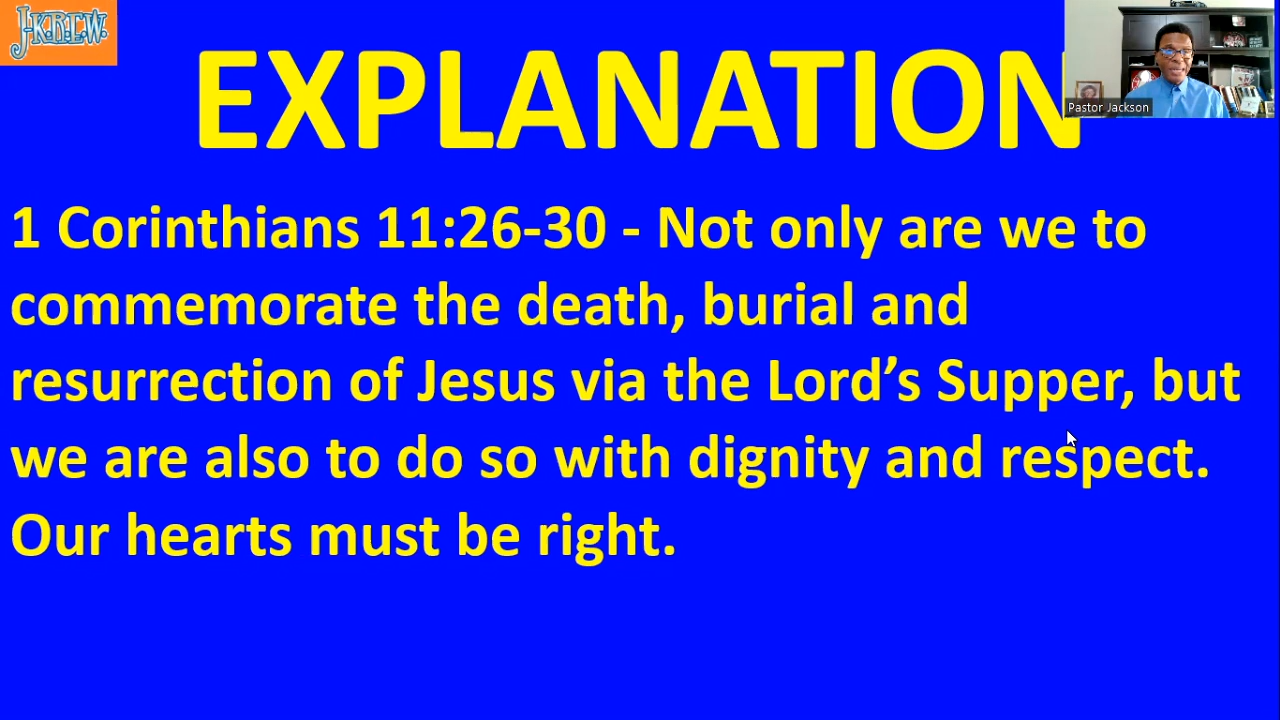 J-KREW
EXPLANATION
Pastor Jackson
1 Corinthians 11:26-30 - Not only are we to
commemorate the death, burial and
resurrection of Jesus via the Lord’s Supper, but
we are also to do so with dignity and respect.
Our hearts must be right.